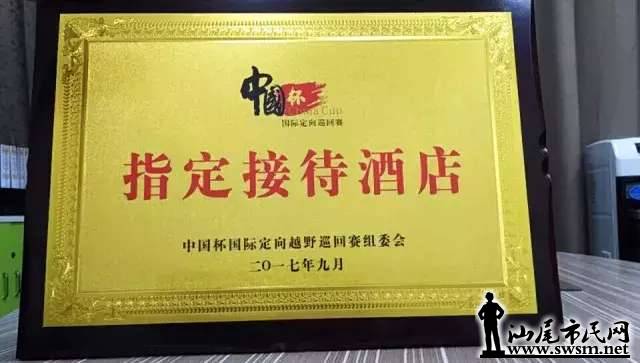 中国杯
China Cup
国际定向巡回赛
指定接待酒店
中国杯国际定向越野巡回赛组委会
二〇一七年九月
汕尾市民网
www.swsm.net